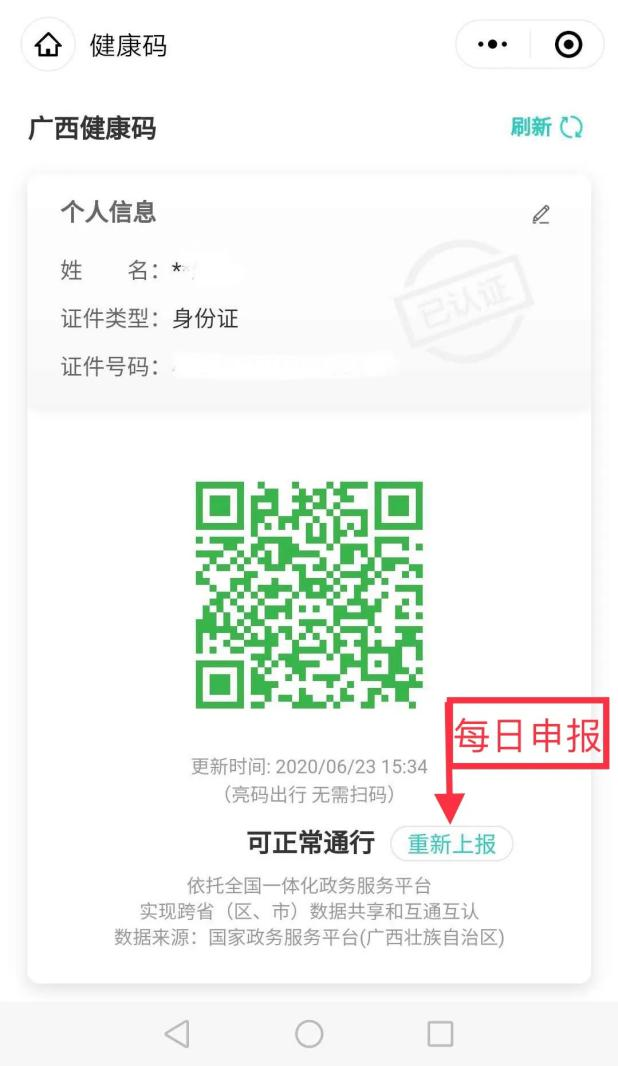 健康码
广西健康码
刷新
个人信息
姓 名：**
证件类型：身份证
证件号码：
已认证
每日申报
更新时间: 2020/06/23 15:34
（亮码出行 无需扫码）
可正常通行 重新上报
依托全国一体化政务服务平台
实现跨省（区、市）数据共享和互通互认
数据来源：国家政务服务平台(广西壮族自治区)